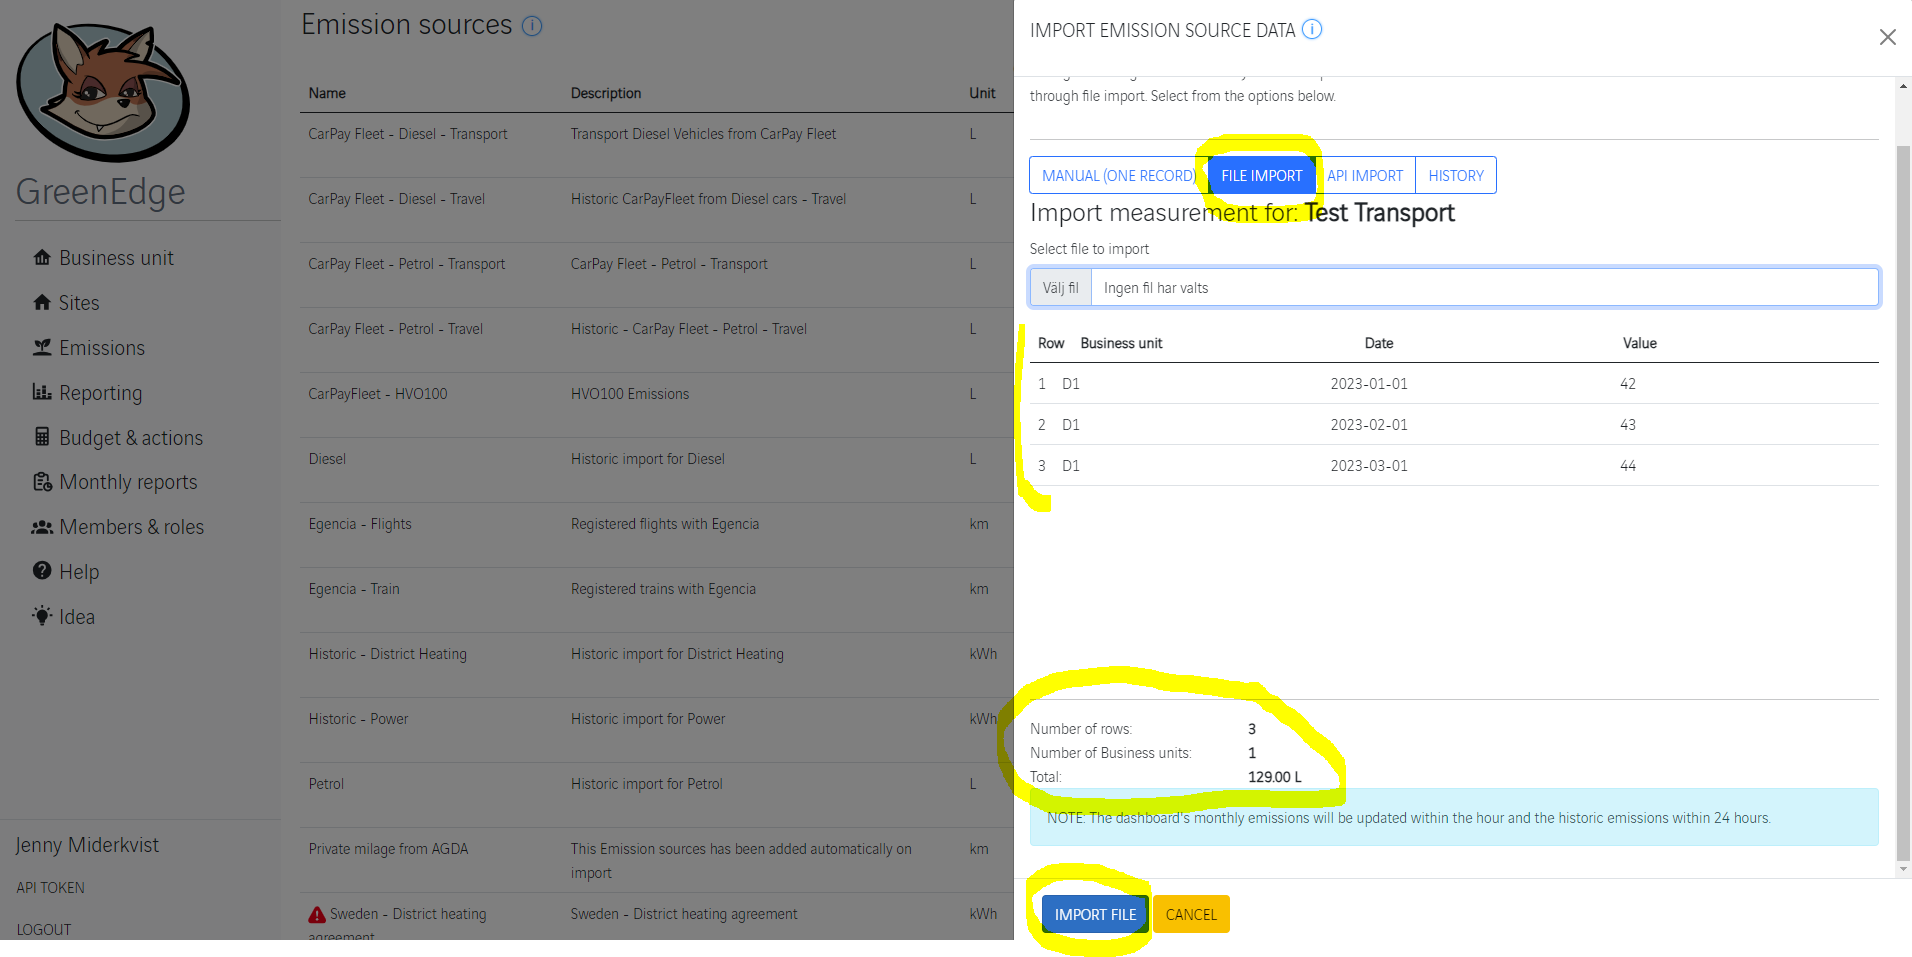 GreenEdge
Business unit
Sites
Emissions
Reporting
Budget & actions
Monthly reports
Members & roles
Help
Idea
Jenny Miderkvist
API TOKEN
LOGOUT
Emission sources
Name Description Unit
CarPay Fleet - Diesel - Transport Transport Diesel Vehicles from CarPay Fleet L
CarPay Fleet - Diesel - Travel Historic CarPayFleet from Diesel cars - Travel L
CarPay Fleet - Petrol - Transport CarPay Fleet - Petrol - Transport L
CarPay Fleet - Petrol - Travel Historic - CarPay Fleet - Petrol - Travel L
CarPayFleet - HVO100 HVO100 Emissions L
Diesel Historic import for Diesel L
Egencia - Flights Registered flights with Egencia km
Egencia - Train Registered trains with Egencia km
Historic - District Heating Historic import for District Heating kWh
Historic - Power Historic import for Power kWh
Petrol Historic import for Petrol L
Private milage from AGDA This Emission sources has been added automatically on km
import
Sweden - District heating Sweden - District heating agreement kWh
agreement
IMPORT EMISSION SOURCE DATA
through file import. Select from the options below.
MANUAL (ONE RECORD) FILE IMPORT API IMPORT HISTORY
Import measurement for: Test Transport
Select file to import
Välj fil Ingen fil har valts
Row Business unit Date Value
1 D1 2023-01-01 42
2 D1 2023-02-01 43
3 D1 2023-03-01 44
Number of rows: 3
Number of Business units: 1
Total: 129.00 L
NOTE: The dashboard's monthly emissions will be updated within the hour and the historic emissions within 24 hours.
IMPORT FILE CANCEL